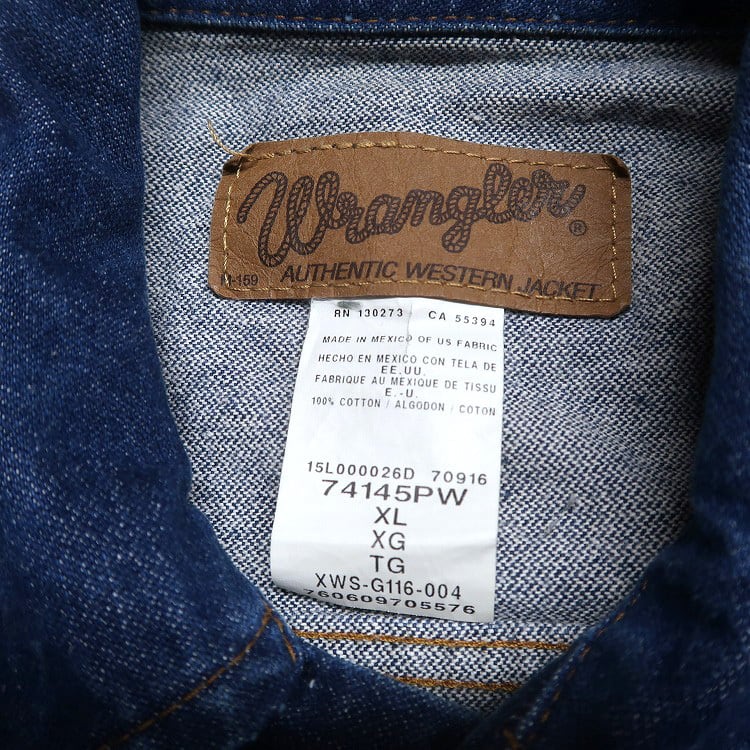 Wrangler®
M-159
AUTHENTIC WESTERN JACKET
RN 130273 CA 55394
MADE IN MEXICO OF US FABRIC
HECHO EN MEXICO CON TELA DE
EE.UU.
FABRIQUE AU MEXIQUE DE TISSU
E.-U.
100% COTTON / ALGODON / COTON
15L000026D 70916
74145PW
XL
XG
TG
XWS-G116-004
760609705576